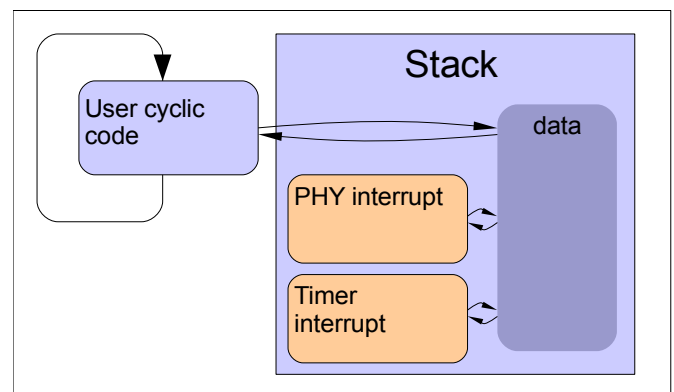 Stack
User cyclic
code
data
PHY interrupt
Timer
interrupt